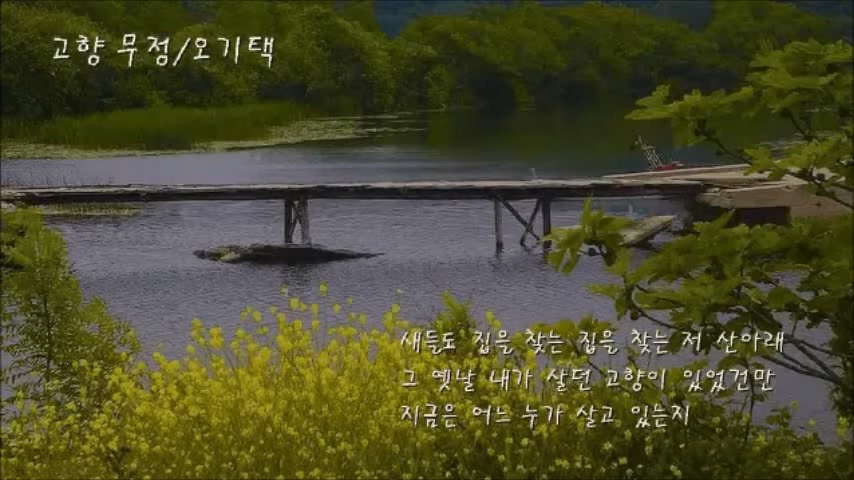 고향 무정/오기택
새들도 집을 찾는 집을 찾는 저 산아래
그 옛날 내가 살던 고향이 있었건만
지금은 어느 누가 살고 있는지